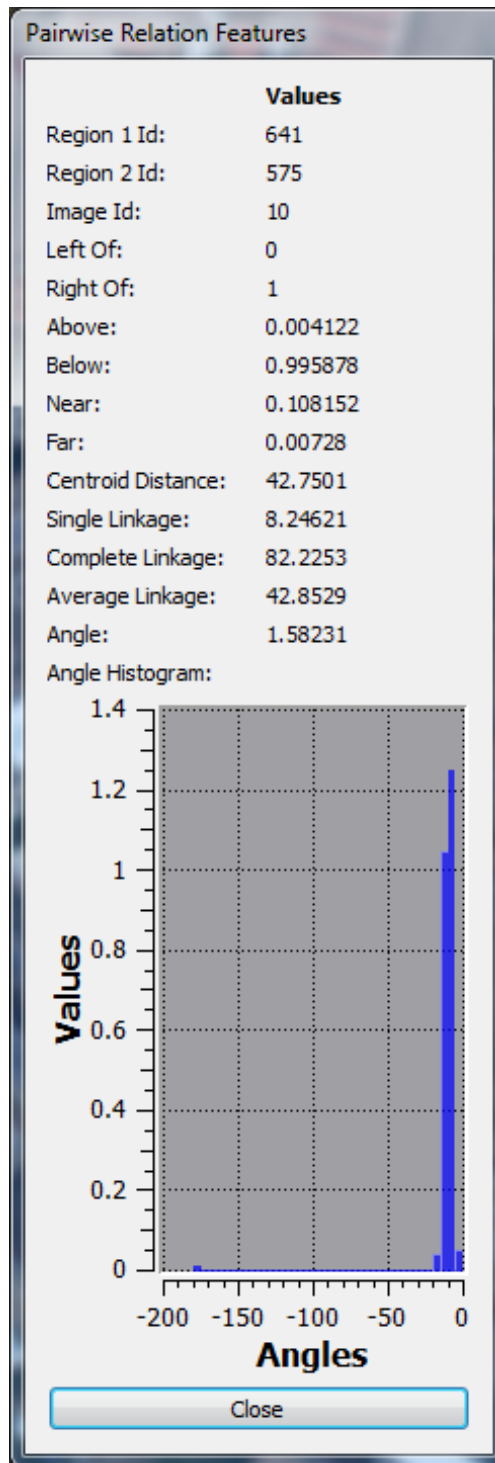 Pairwise Relation Features
Values
Region 1 Id: 641
Region 2 Id: 575
Image Id: 10
Left Of: 0
Right Of: 1
Above: 0.004122
Below: 0.995878
Near: 0.108152
Far: 0.00728
Centroid Distance: 42.7501
Single Linkage: 8.24621
Complete Linkage: 82.2253
Average Linkage: 42.8529
Angle: 1.58231
Angle Histogram:
1.4
1.2
1
0.8
0.6
0.4
0.2
0
Values
-200 -150 -100 -50 0
Angles
Close